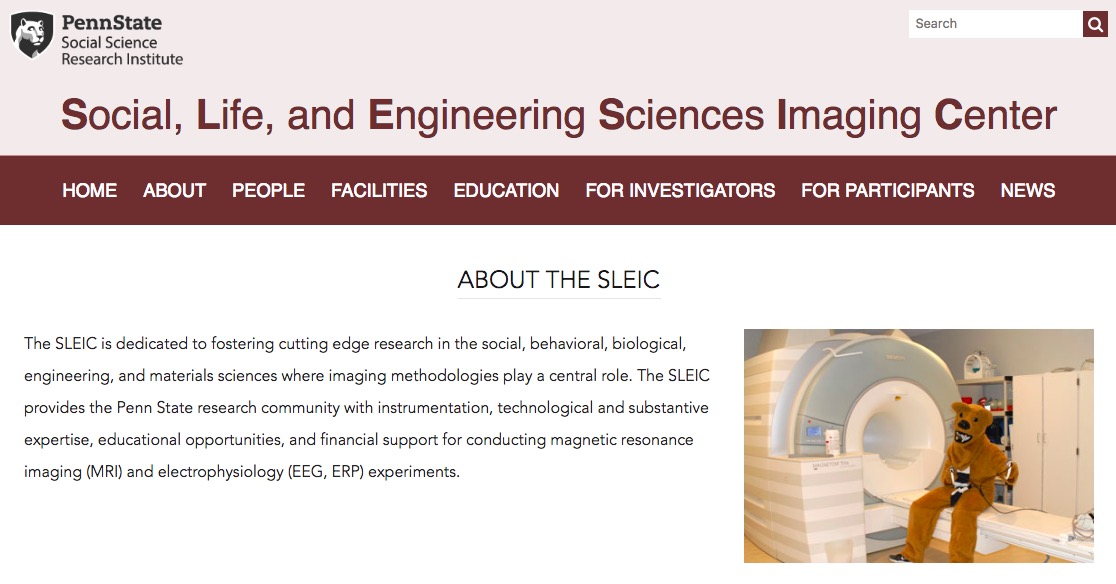 PennState
Social Science
Research Institute
Search
Social, Life, and Engineering Sciences Imaging Center
HOME ABOUT PEOPLE FACILITIES EDUCATION FOR INVESTIGATORS FOR PARTICIPANTS NEWS
ABOUT THE SLEIC
The SLEIC is dedicated to fostering cutting edge research in the social, behavioral, biological,
engineering, and materials sciences where imaging methodologies play a central role. The SLEIC
provides the Penn State research community with instrumentation, technological and substantive
expertise, educational opportunities, and financial support for conducting magnetic resonance
imaging (MRI) and electrophysiology (EEG, ERP) experiments.